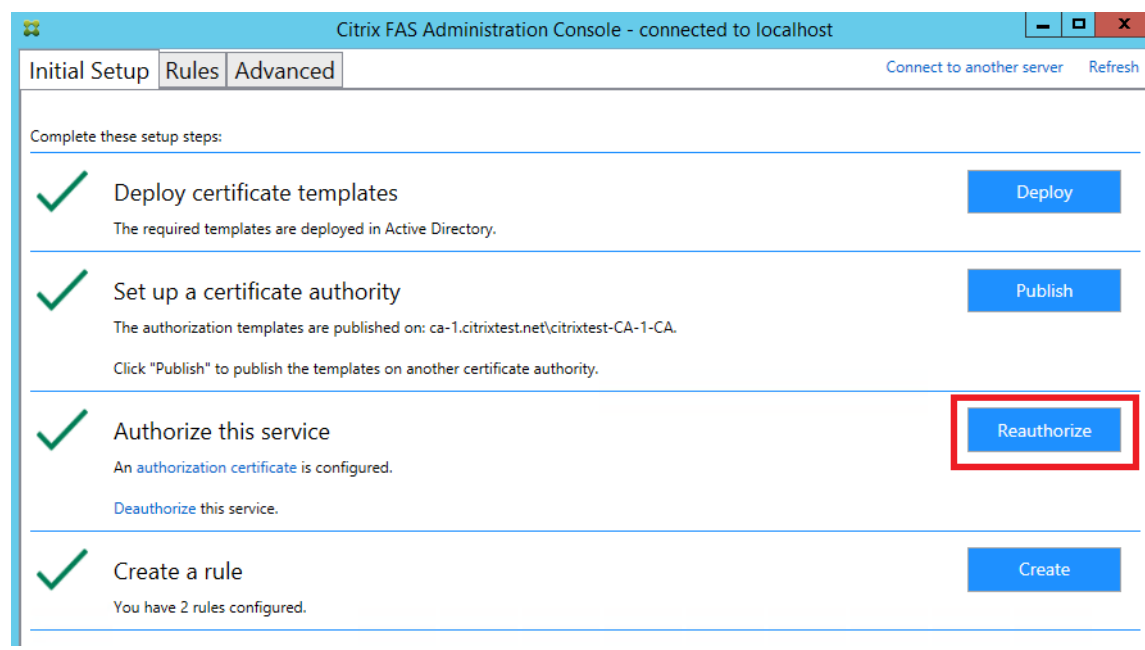 Citrix FAS Administration Console - connected to localhost
Initial Setup Rules Advanced Connect to another server Refresh
Complete these setup steps:
Deploy certificate templates Deploy
The required templates are deployed in Active Directory.
Set up a certificate authority Publish
The authorization templates are published on: ca-1.citrixtest.net\citrixtest-CA-1-CA.
Click "Publish" to publish the templates on another certificate authority.
Authorize this service Reauthorize
An authorization certificate is configured.
Deauthorize this service.
Create a rule Create
You have 2 rules configured.